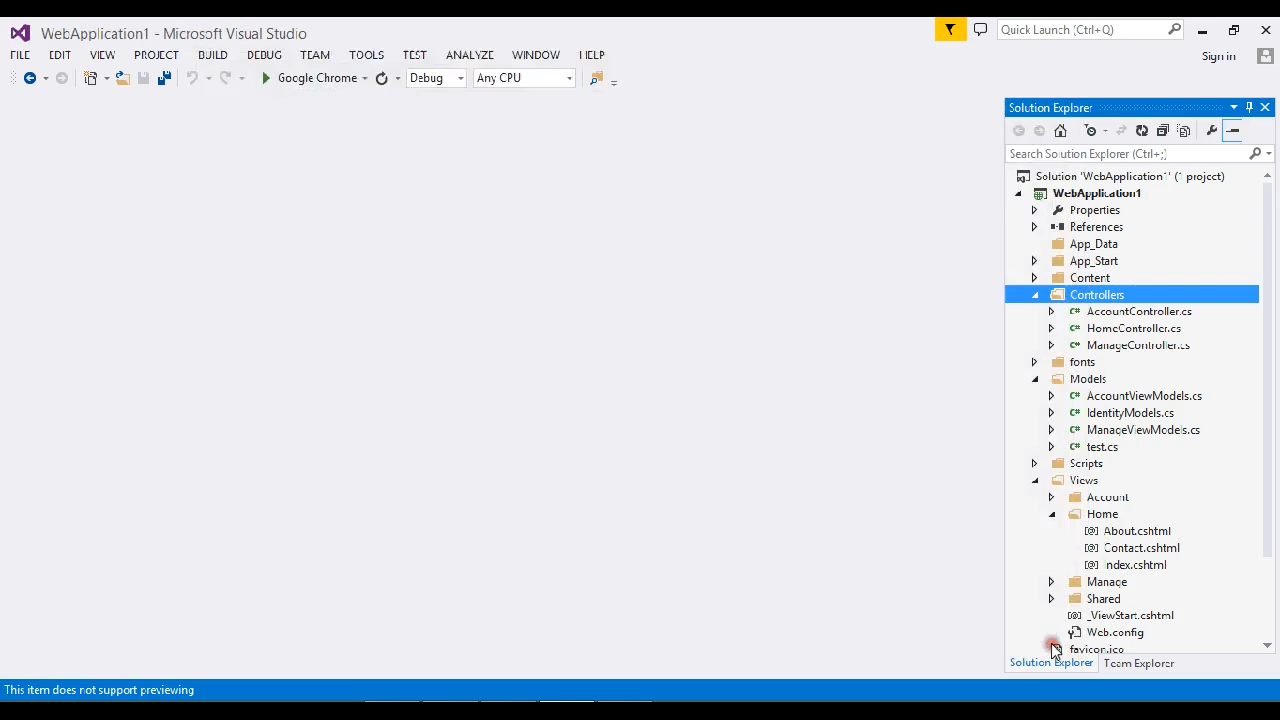 WebApplication1 - Microsoft Visual Studio
Quick Launch (Ctrl+Q)
FILE EDIT VIEW PROJECT BUILD DEBUG TEAM TOOLS TEST ANALYZE WINDOW HELP
Sign in
Google Chrome Debug Any CPU
Solution Explorer
Search Solution Explorer (Ctrl+;)
Solution 'WebApplication1' (1 project)
WebApplication1
Properties
References
App_Data
App_Start
Content
Controllers
AccountController.cs
HomeController.cs
ManageController.cs
fonts
Models
AccountViewModels.cs
IdentityModels.cs
ManageViewModels.cs
test.cs
Scripts
Views
Account
Home
About.cshtml
Contact.cshtml
Index.cshtml
Manage
Shared
_ViewStart.cshtml
Web.config
favicon.ico
Solution Explorer Team Explorer
This item does not support previewing